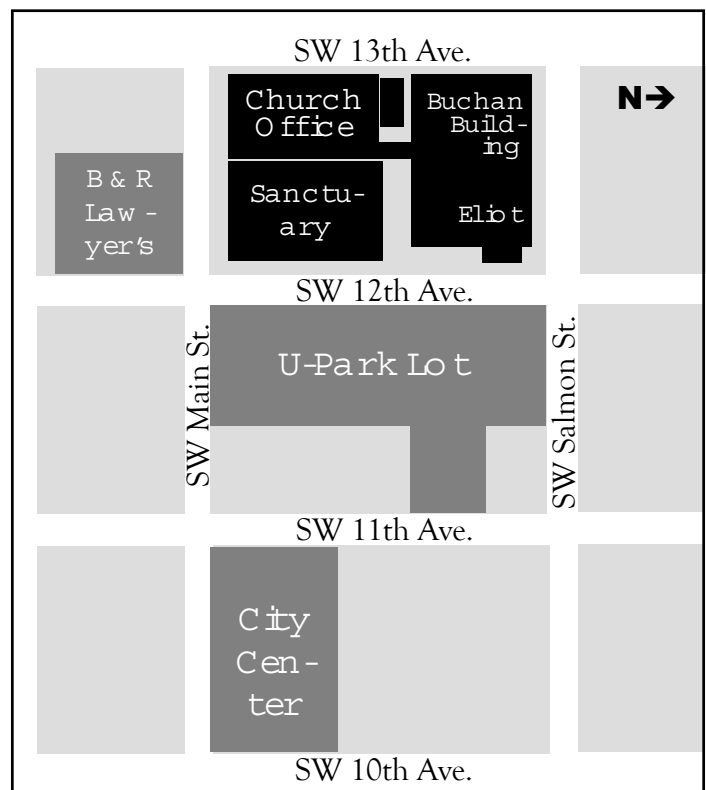 SW 13th Ave.
N→
Church
Office
Buchan
Build-
ing
Eliot
Sanctu-
ary
B & R
Law-
yer's
SW 12th Ave.
SW Main St.
U-Park Lot
SW Salmon St.
SW 11th Ave.
City
Cen-
ter
SW 10th Ave.